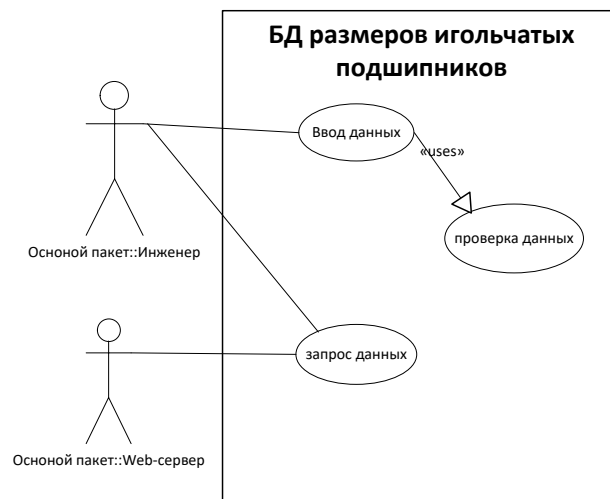 БД размеров игольчатых
подшипников
Ввод данных
«uses»
проверка данных
Осноной пакет::Инженер
запрос данных
Осноной пакет::Web-сервер